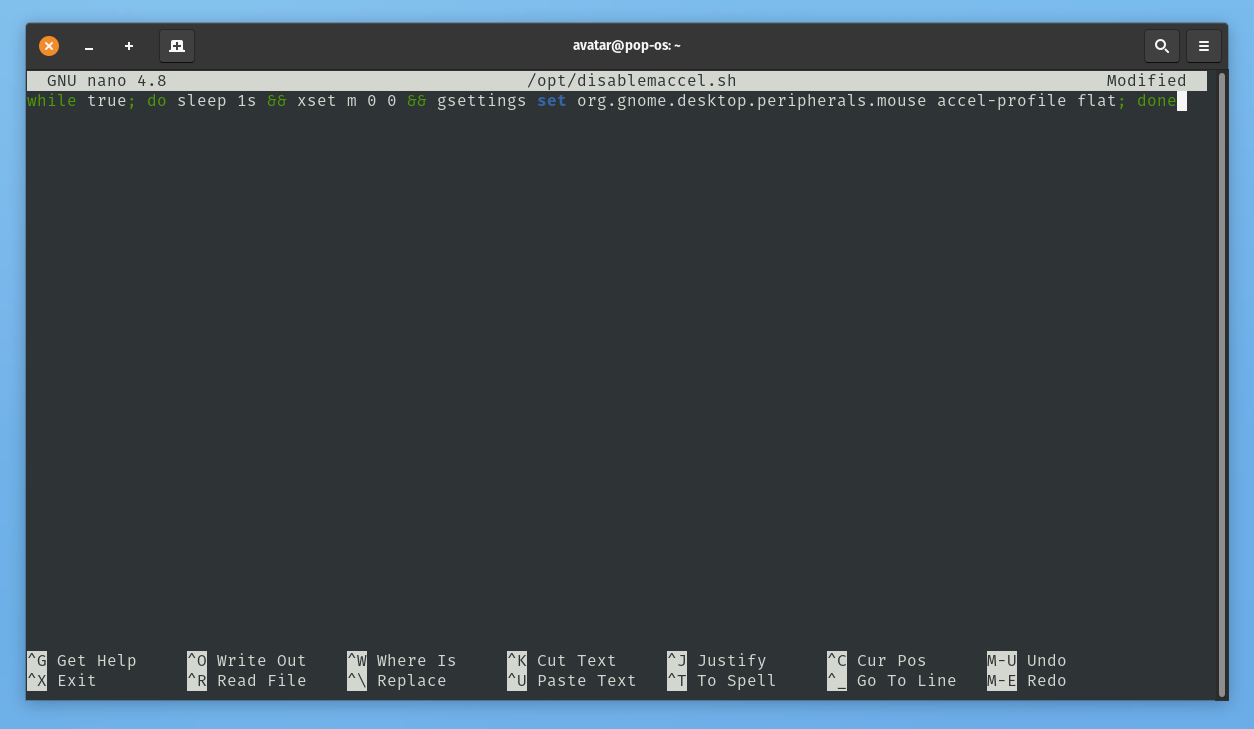 avatar@pop-os: ~
GNU nano 4.8 /opt/disablemaccel.sh Modified
while true; do sleep 1s && xset m 0 0 && gsettings set org.gnome.desktop.peripherals.mouse accel-profile flat; done
^G Get Help ^O Write Out ^W Where Is ^K Cut Text ^J Justify ^C Cur Pos M-U Undo
^X Exit ^R Read File ^\ Replace ^U Paste Text ^T To Spell ^_ Go To Line M-E Redo